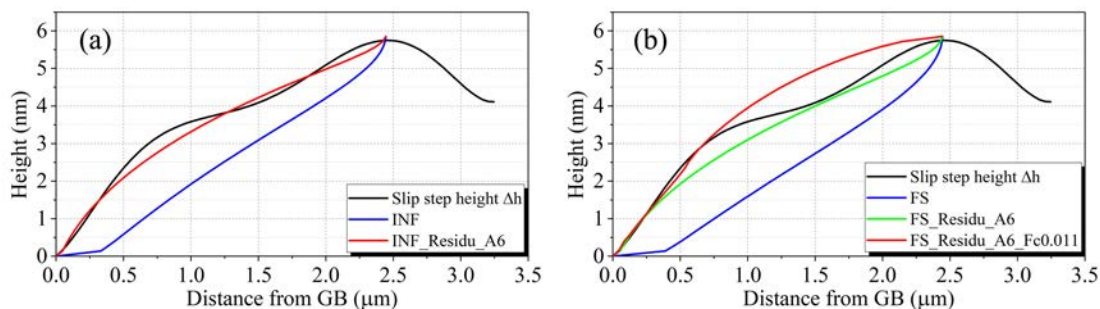 (a)
Height (nm)
6
5
4
3
2
1
0
0.0 0.5 1.0 1.5 2.0 2.5 3.0 3.5
Distance from GB (μm)
Slip step height Δh
INF
INF_Residu_A6
(b)
Height (nm)
6
5
4
3
2
1
0
0.0 0.5 1.0 1.5 2.0 2.5 3.0 3.5
Distance from GB (μm)
Slip step height Δh
FS
FS_Residu_A6
FS_Residu_A6_Fc0.011